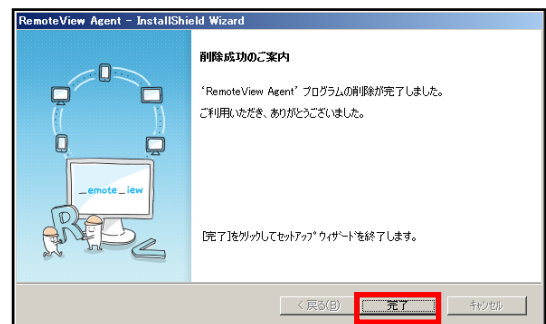 RemoteView Agent - InstallShield Wizard
削除成功のご案内
‘RemoteView Agent’ プログラムの削除が完了しました。
ご利用いただき、ありがとうございました。
_emote_iew
R
[完了]をクリックしてセットアップ ウィザードを終了します。
< 戻る(B)
完了
キャンセル